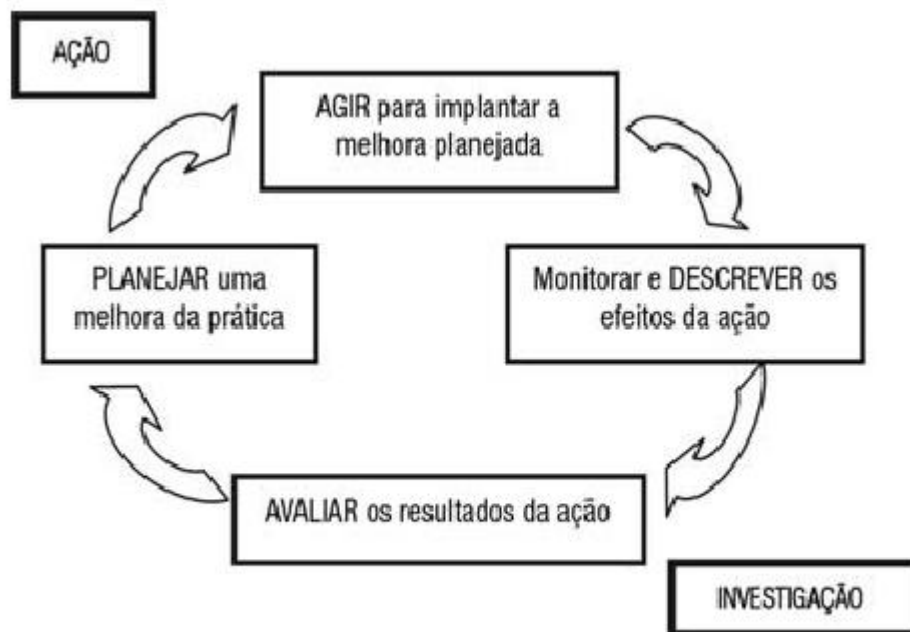 AÇÃO
AGIR para implantar a
melhora planejada
PLANEJAR uma
melhora da prática
Monitorar e DESCREVER os
efeitos da ação
AVALIAR os resultados da ação
INVESTIGAÇÃO